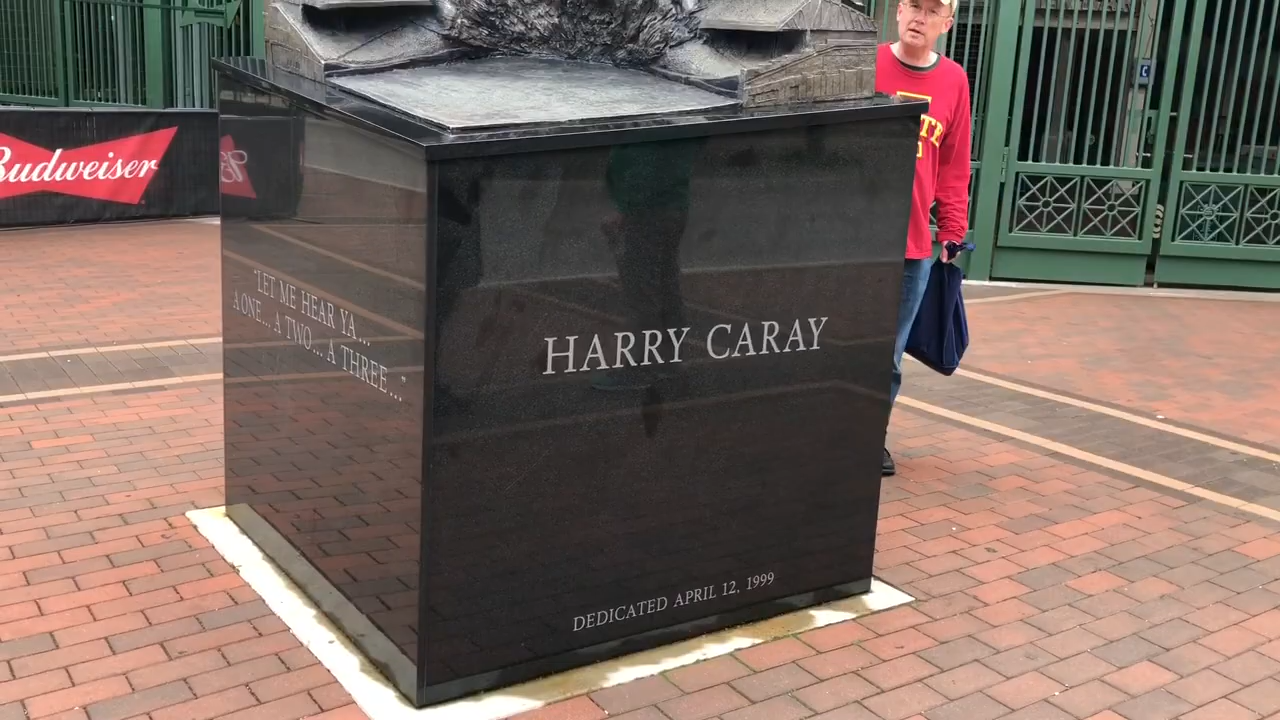 Budweiser
"LET ME HEAR YA...
A ONE... A TWO... A THREE..."
HARRY CARAY
DEDICATED APRIL 12, 1999